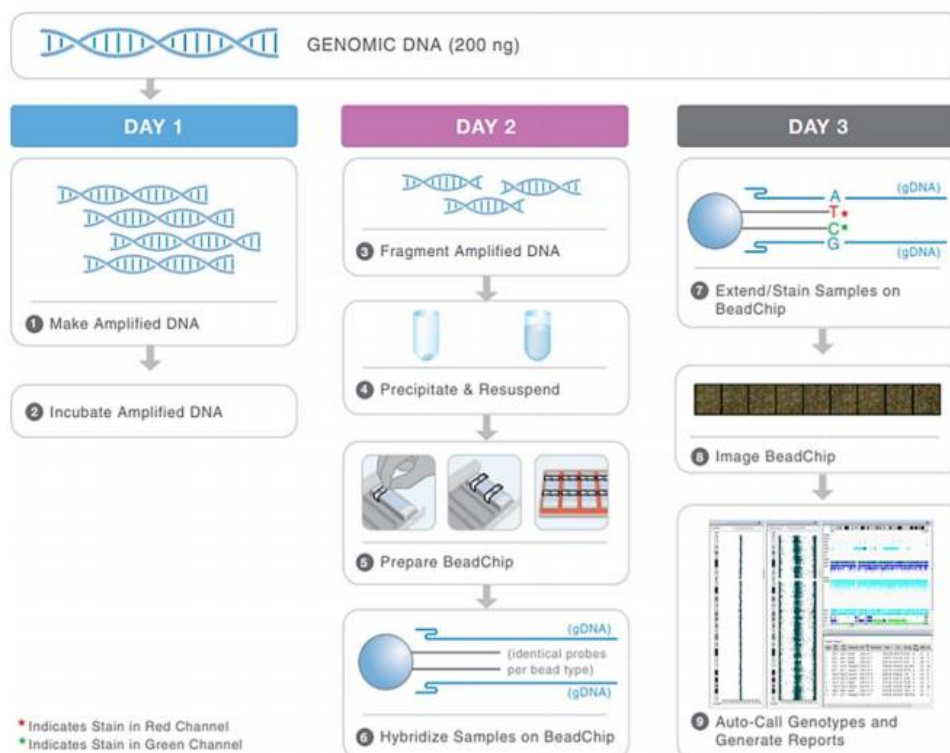 GENOMIC DNA (200 ng)
DAY 1
1 Make Amplified DNA
2 Incubate Amplified DNA
DAY 2
3 Fragment Amplified DNA
4 Precipitate & Resuspend
5 Prepare BeadChip
(gDNA)
(identical probes
per bead type)
(gDNA)
6 Hybridize Samples on BeadChip
DAY 3
A (gDNA)
T*
C*
G (gDNA)
7 Extend/Stain Samples on
BeadChip
8 Image BeadChip
9 Auto-Call Genotypes and
Generate Reports
* Indicates Stain in Red Channel
* Indicates Stain in Green Channel